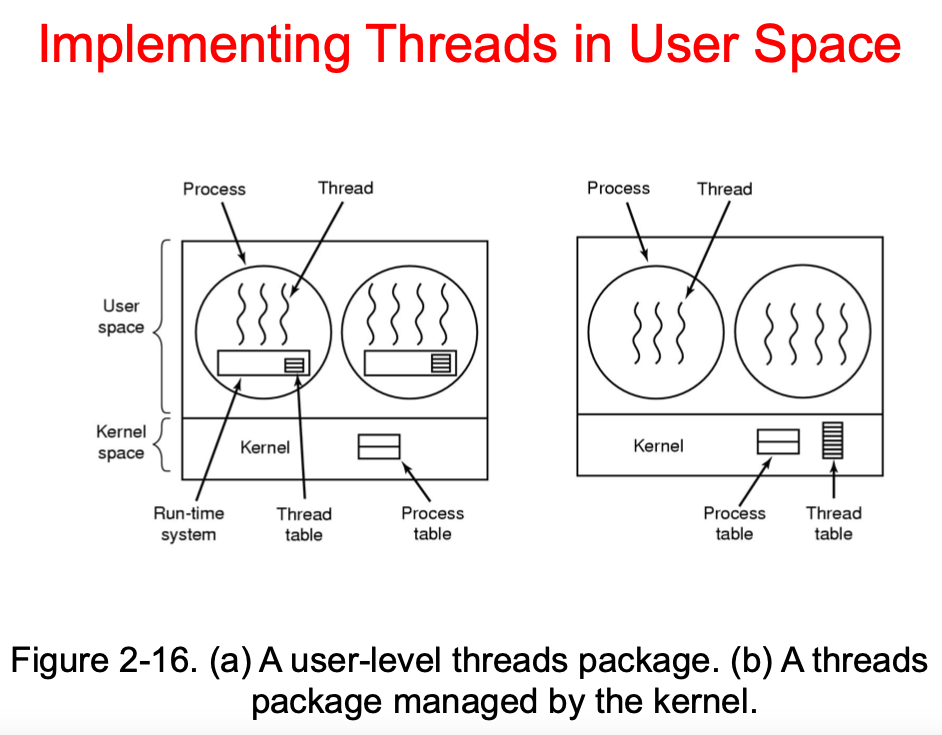 Implementing Threads in User Space
Process
Thread
User
space
Kernel
space
Kernel
Run-time
system
Thread
table
Process
table
Process
Thread
Kernel
Process
table
Thread
table
Figure 2-16. (a) A user-level threads package. (b) A threads
package managed by the kernel.